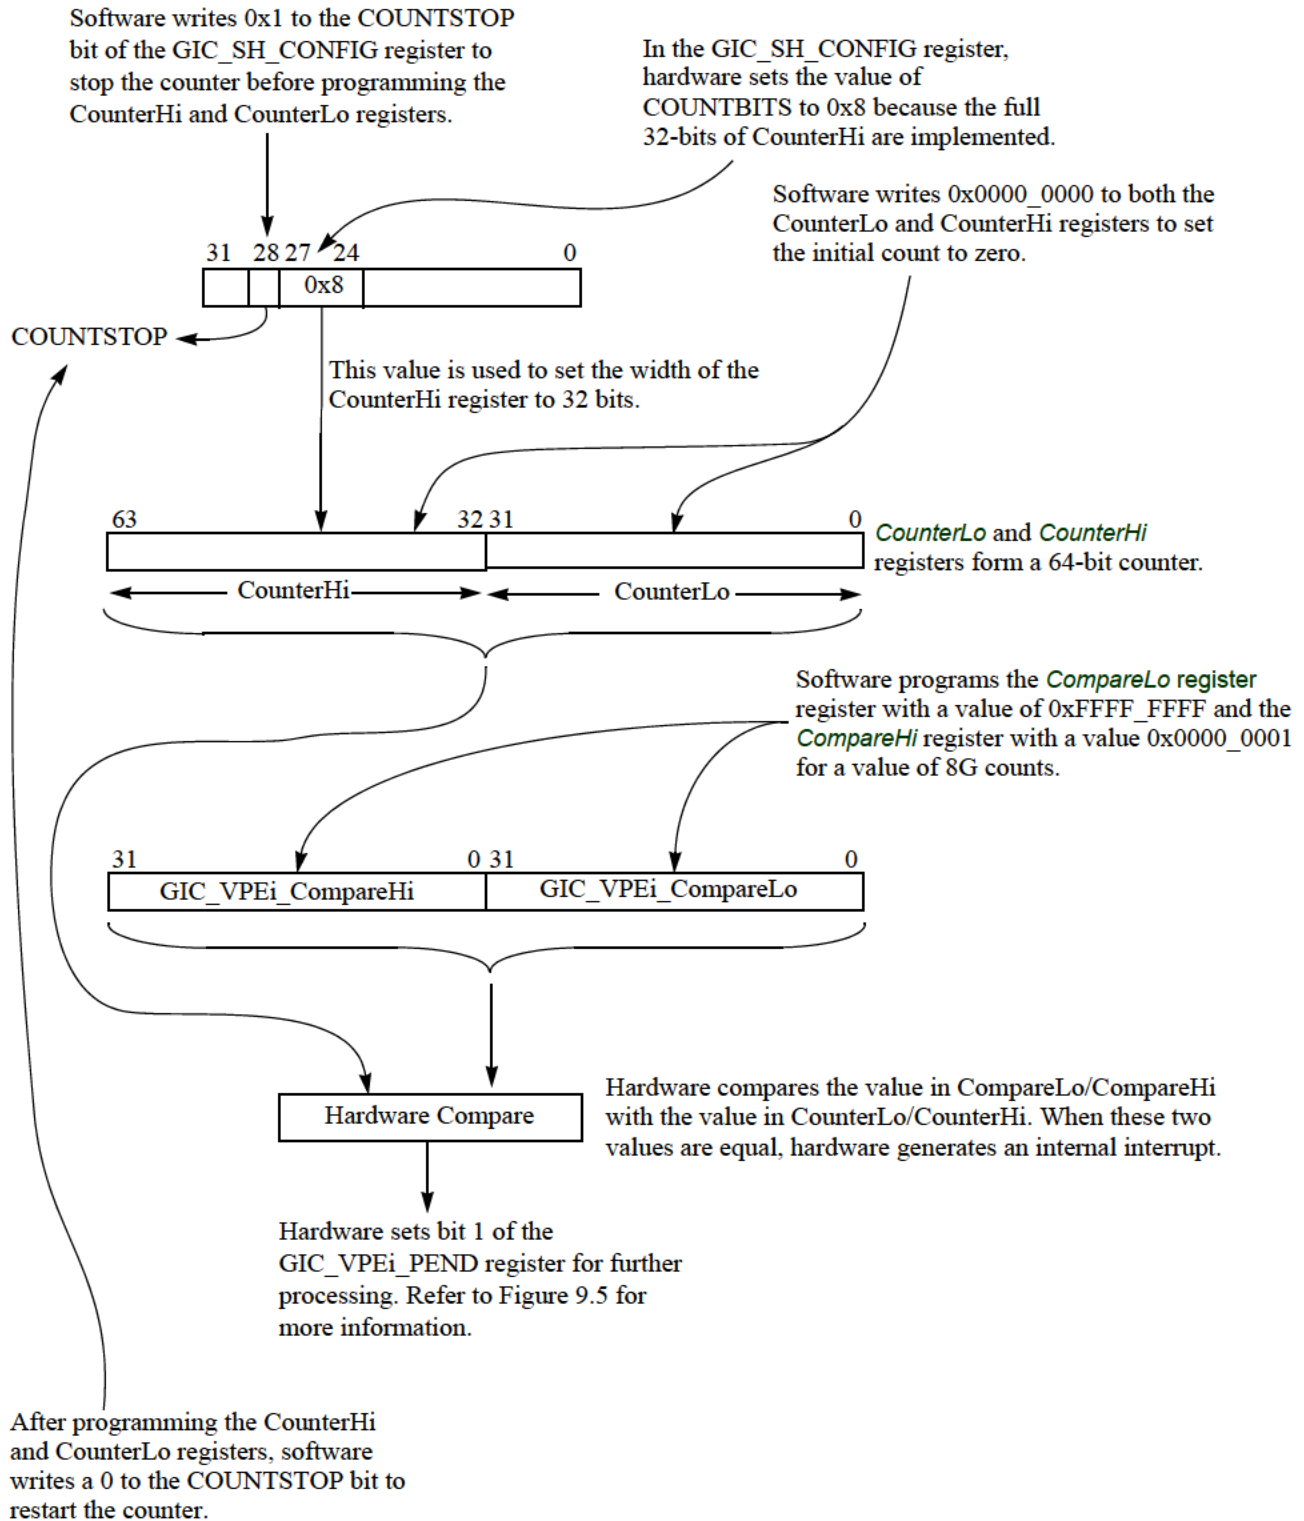 Software writes 0x1 to the COUNTSTOP
bit of the GIC_SH_CONFIG register to
stop the counter before programming the
CounterHi and CounterLo registers.
In the GIC_SH_CONFIG register,
hardware sets the value of
COUNTBITS to 0x8 because the full
32-bits of CounterHi are implemented.
Software writes 0x0000_0000 to both the
CounterLo and CounterHi registers to set
the initial count to zero.
31 28 27 24 0
0x8
COUNTSTOP
This value is used to set the width of the
CounterHi register to 32 bits.
63 32 31 0
CounterLo and CounterHi
registers form a 64-bit counter.
CounterHi CounterLo
Software programs the CompareLo register
register with a value of 0xFFFF_FFFF and the
CompareHi register with a value 0x0000_0001
for a value of 8G counts.
31 0 31 0
GIC_VPEi_CompareHi GIC_VPEi_CompareLo
Hardware Compare
Hardware compares the value in CompareLo/CompareHi
with the value in CounterLo/CounterHi. When these two
values are equal, hardware generates an internal interrupt.
Hardware sets bit 1 of the
GIC_VPEi_PEND register for further
processing. Refer to Figure 9.5 for
more information.
After programming the CounterHi
and CounterLo registers, software
writes a 0 to the COUNTSTOP bit to
restart the counter.